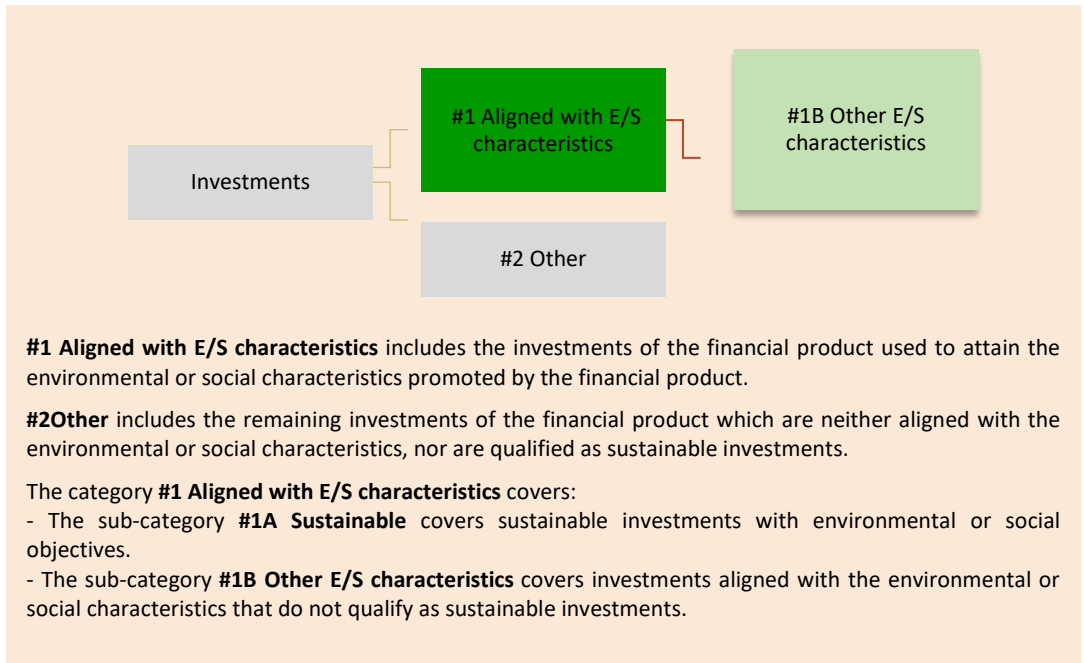 #1 Aligned with E/S
characteristics
#1B Other E/S
characteristics
Investments
#2 Other
#1 Aligned with E/S characteristics includes the investments of the financial product used to attain the
environmental or social characteristics promoted by the financial product.
#2Other includes the remaining investments of the financial product which are neither aligned with the
environmental or social characteristics, nor are qualified as sustainable investments.
The category #1 Aligned with E/S characteristics covers:
- The sub-category #1A Sustainable covers sustainable investments with environmental or social
objectives.
- The sub-category #1B Other E/S characteristics covers investments aligned with the environmental or
social characteristics that do not qualify as sustainable investments.